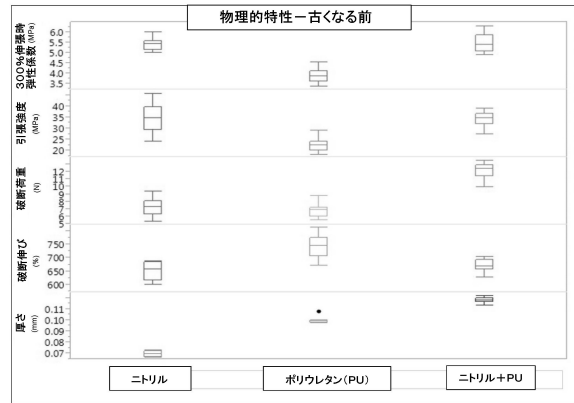 物理的特性－古くなる前
300%伸張時
弾性係数 (MPa)
6.0
5.5
5.0
4.5
4.0
3.5
引張強度
(MPa)
40
35
30
25
20
破断荷重
(N)
12
11
10
9
8
7
6
5
破断伸び
(%)
750
700
650
600
厚さ
(mm)
0.11
0.10
0.09
0.08
0.07
ニトリル
ポリウレタン(PU)
ニトリル＋PU